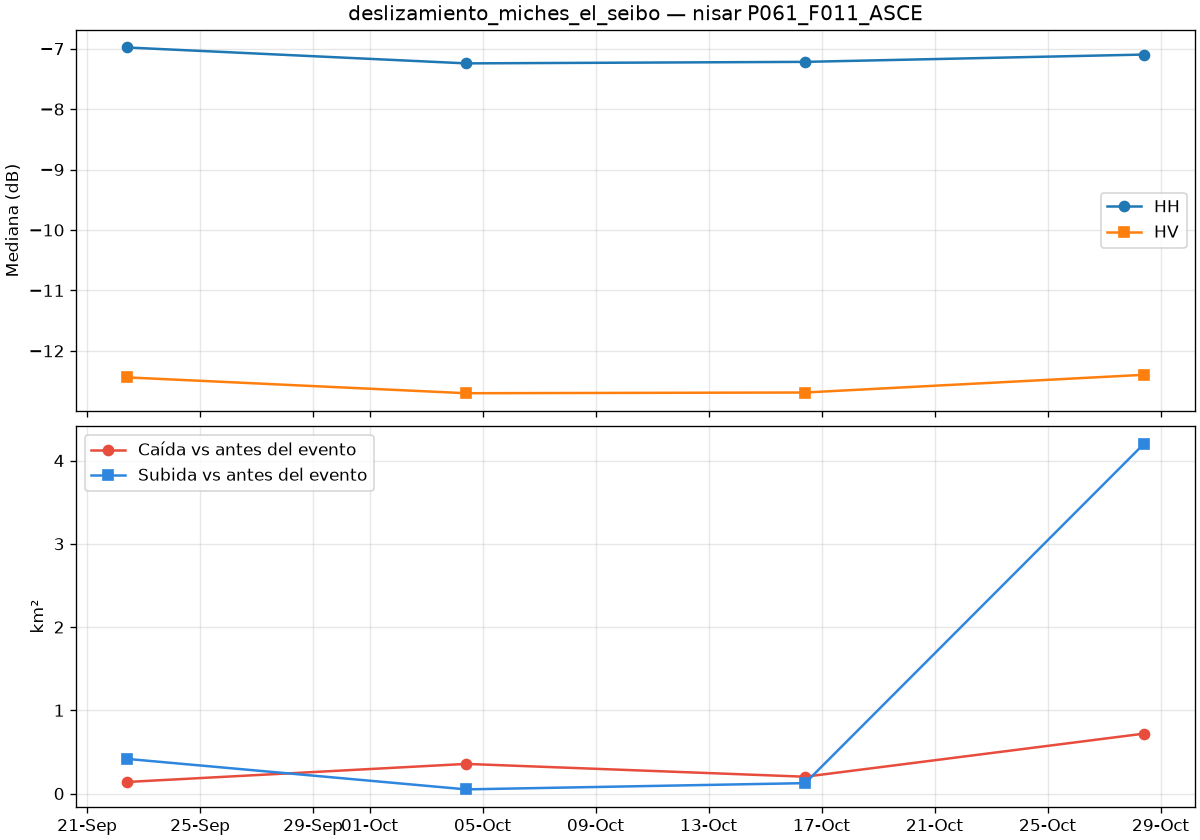 deslizamiento_miches_el_seibo — nisar P061_F011_ASCE
Mediana (dB)
−7
−8
−9
−10
−11
−12
HH
HV
km²
4
3
2
1
0
Caída vs antes del evento
Subida vs antes del evento
21-Sep 25-Sep 29-Sep 01-Oct 05-Oct 09-Oct 13-Oct 17-Oct 21-Oct 25-Oct 29-Oct